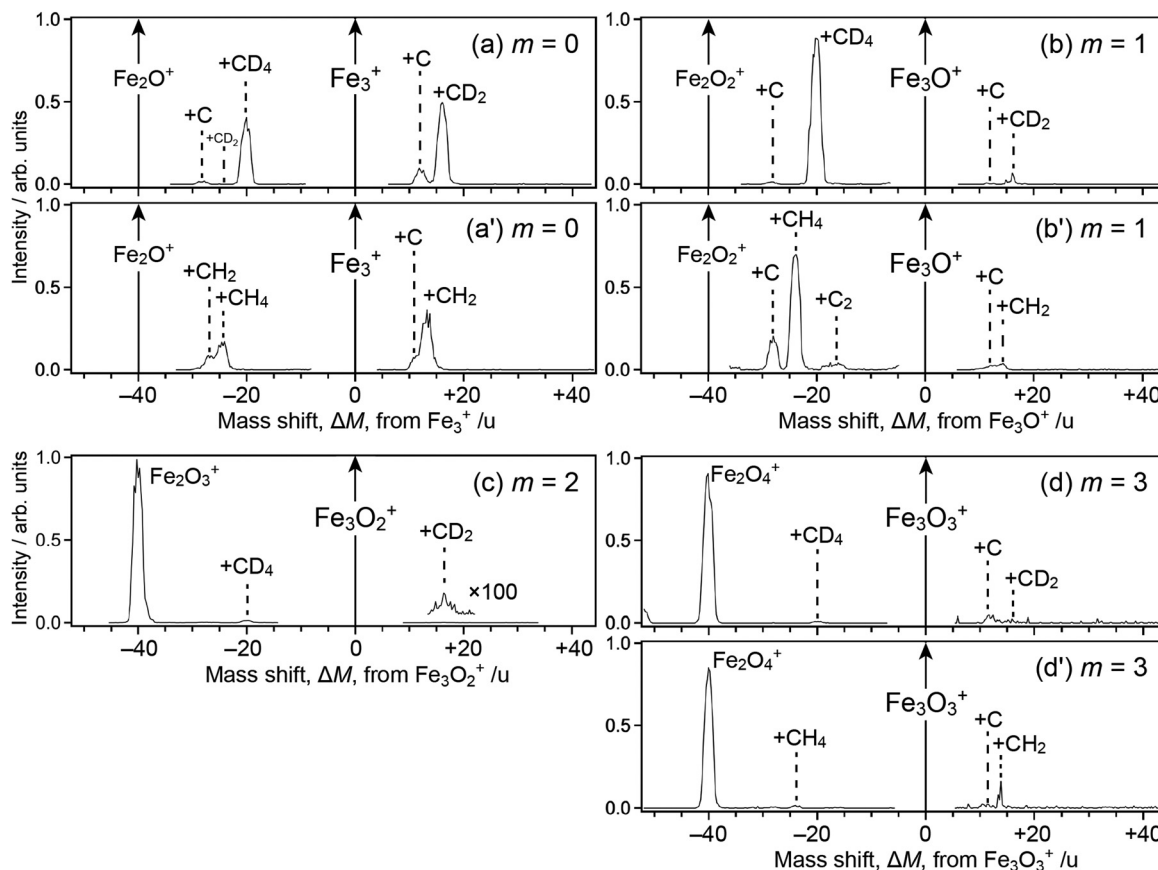 Intensity / arb. units
1.0
0.5
0.0
Fe₂O⁺
+C
+CD₂
+CD₄
Fe₃⁺
+C
+CD₂
(a) m = 0
1.0
0.5
0.0
Fe₂O₂⁺
+C
+CD₄
Fe₃O⁺
+C
+CD₂
(b) m = 1
1.0
0.5
0
Fe₂O⁺
+CH₂
+CH₄
Fe₃⁺
+C
+CH₂
(a') m = 0
–40 –20 0 +20 +40
Mass shift, ΔM, from Fe₃⁺ /u
1.0
0.5
0.0
Fe₂O₂⁺
+C
+CH₄
+C₂
Fe₃O⁺
+C
+CH₂
(b') m = 1
–40 –20 0 +20 +40
Mass shift, ΔM, from Fe₃O⁺ /u
Intensity / arb. units
1.0
0.5
0.0
Fe₂O₃⁺
+CD₄
Fe₃O₂⁺
+CD₂
×100
(c) m = 2
–40 –20 0 +20 +40
Mass shift, ΔM, from Fe₃O₂⁺ /u
1.0
0.5
0.0
Fe₂O₄⁺
+CD₄
Fe₃O₃⁺
+C
+CD₂
(d) m = 3
1.0
0.5
0.0
Fe₂O₄⁺
+CH₄
Fe₃O₃⁺
+C
+CH₂
(d') m = 3
–40 –20 0 +20 +40
Mass shift, ΔM, from Fe₃O₃⁺ /u